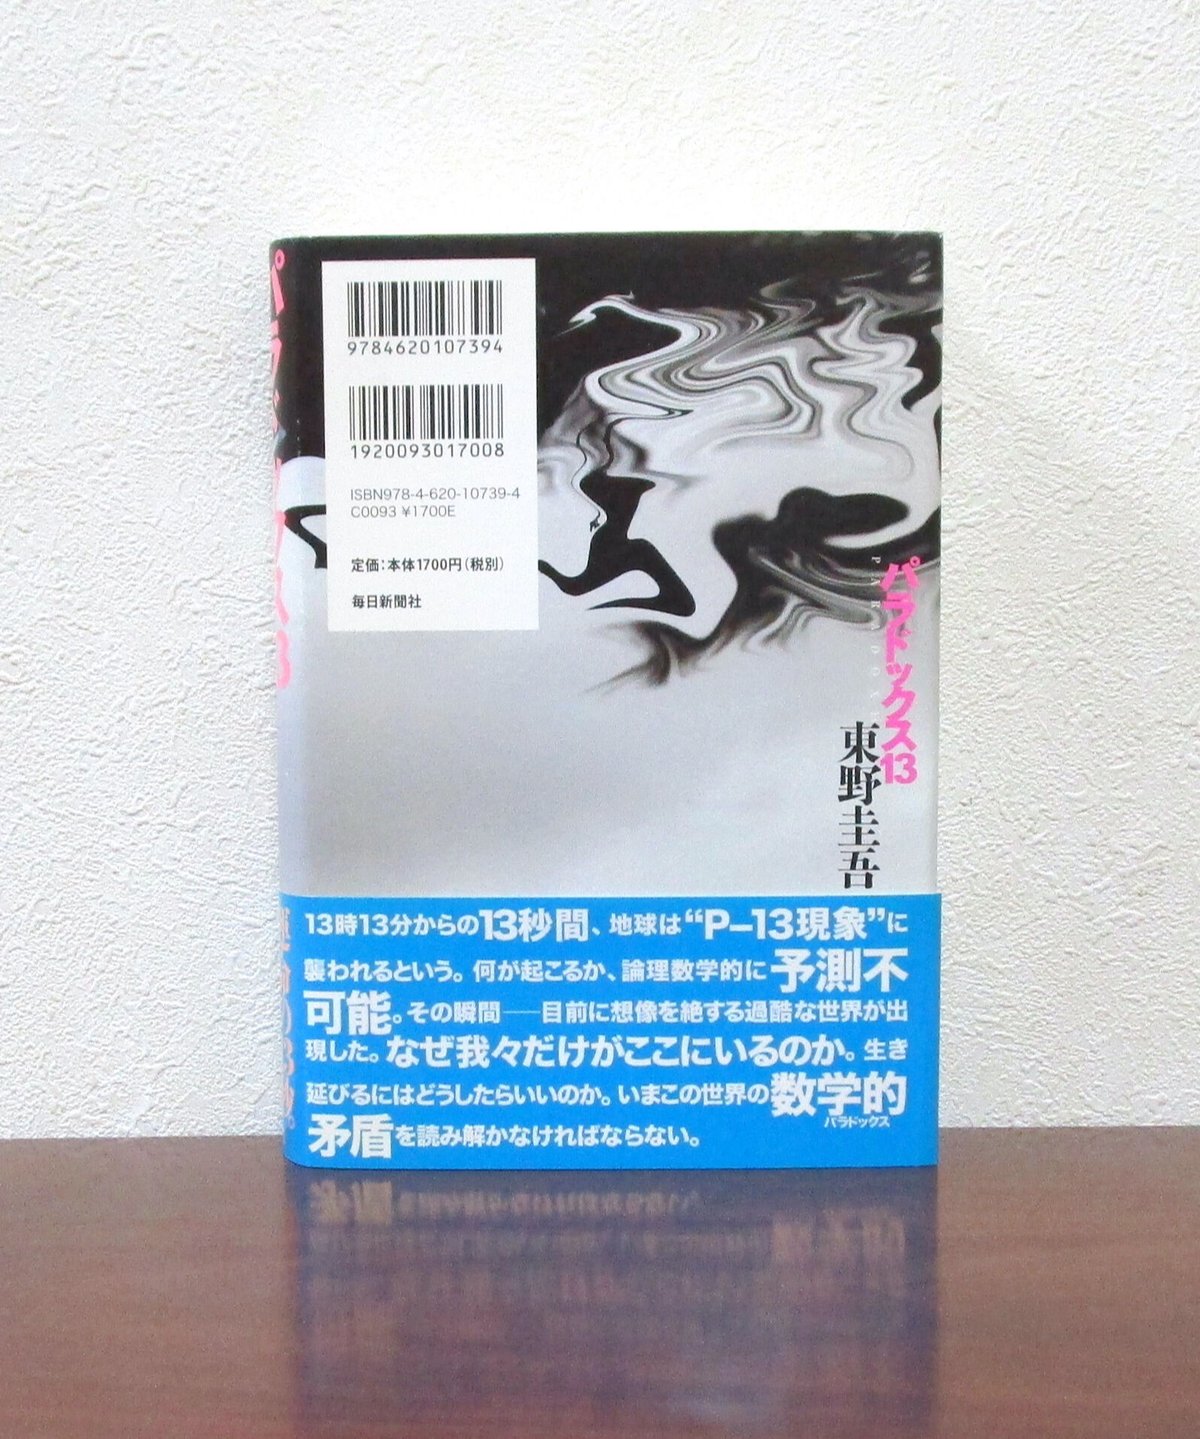 パラドックス13
9784620107394
1920093017008
ISBN978-4-620-10739-4
C0093 ¥1700E
定価：本体1700円（税別）
毎日新聞社
パラドックス13
東野圭吾
13時13分からの13秒間、地球は“P–13現象”に
襲われるという。何が起こるか、論理数学的に予測不
可能。その瞬間──目前に想像を絶する過酷な世界が出
現した。なぜ我々だけがここにいるのか。生き
延びるにはどうしたらいいのか。いまこの世界の数学的
矛盾を読み解かなければならない。
パラドックス